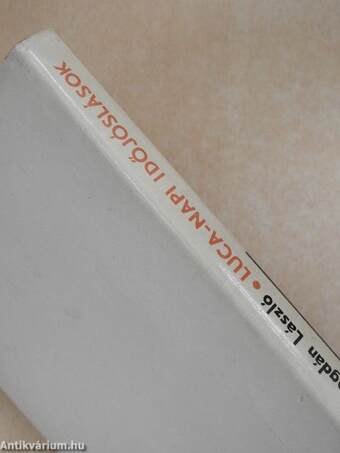 László • LUCA-NAPI IDŐJÓSLÁSOK
Antikvárium.hu